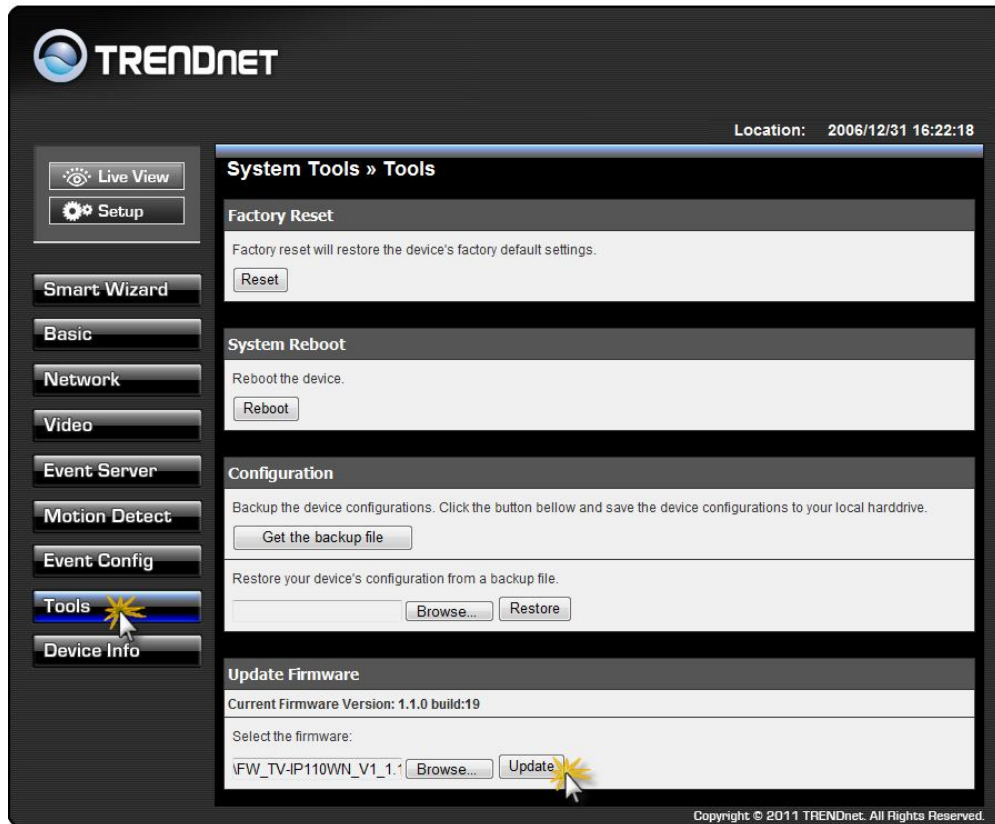 TRENDNET
Location: 2006/12/31 16:22:18
Live View
Setup
Smart Wizard
Basic
Network
Video
Event Server
Motion Detect
Event Config
Tools
Device Info
System Tools » Tools
Factory Reset
Factory reset will restore the device's factory default settings.
Reset
System Reboot
Reboot the device.
Reboot
Configuration
Backup the device configurations. Click the button bellow and save the device configurations to your local harddrive.
Get the backup file
Restore your device's configuration from a backup file.
Browse... Restore
Update Firmware
Current Firmware Version: 1.1.0 build:19
Select the firmware:
\FW_TV-IP110WN_V1_1.1 Browse... Update
Copyright © 2011 TRENDnet. All Rights Reserved.